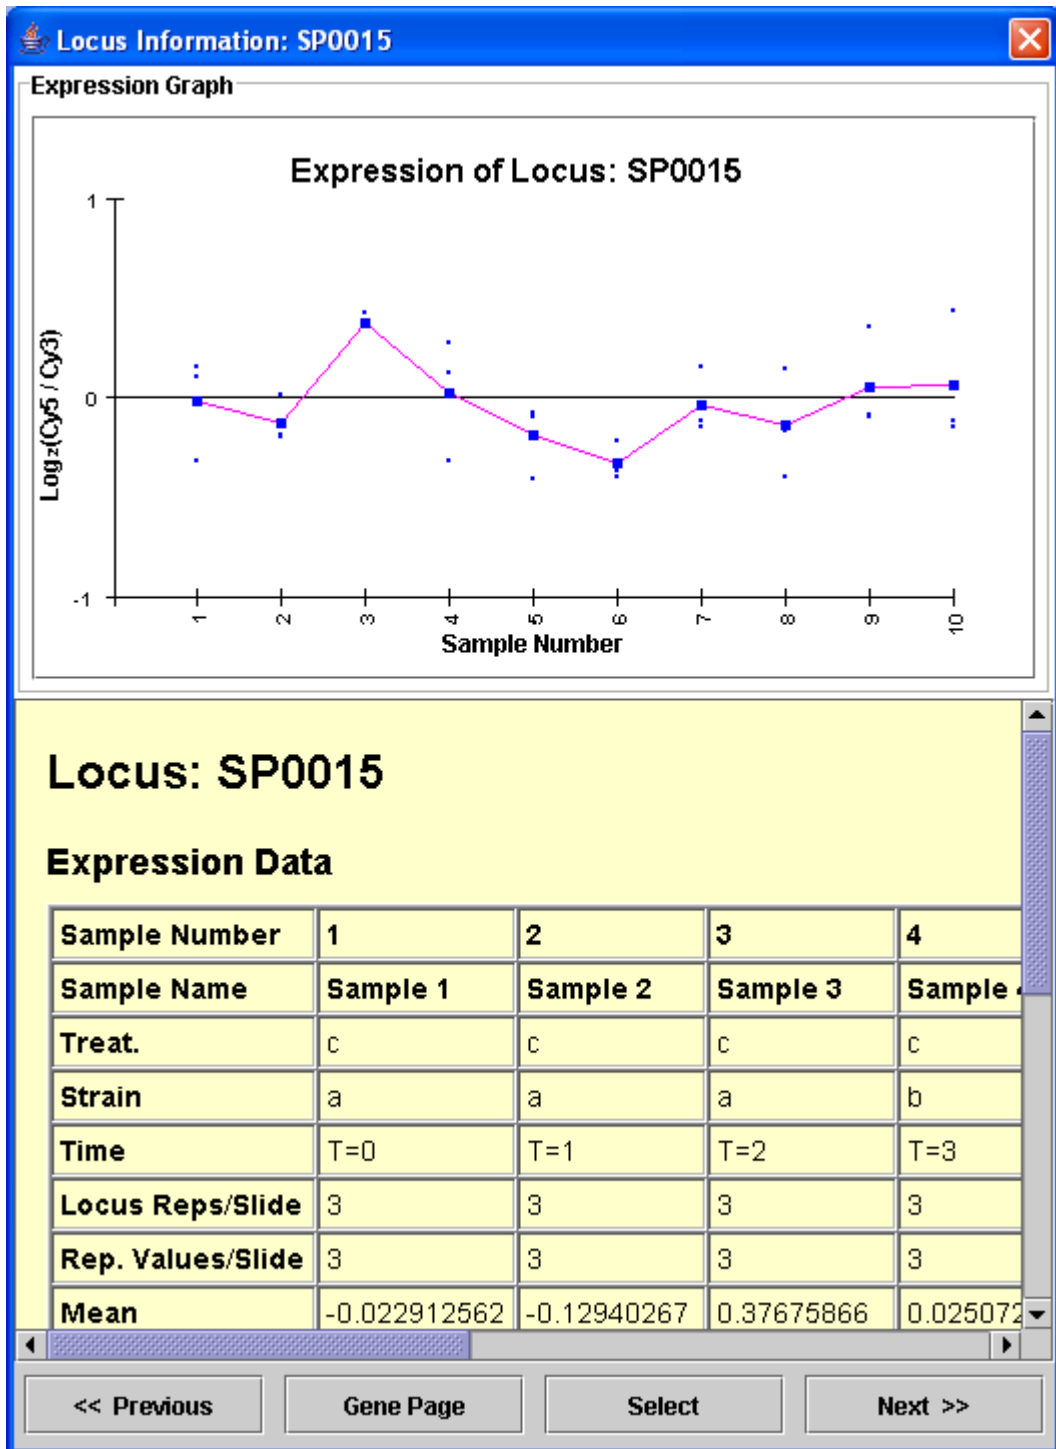 Locus Information: SP0015
Expression Graph
Expression of Locus: SP0015
1
0
-1
Log2(Cy5 / Cy3)
1 2 3 4 5 6 7 8 9 10
Sample Number
Locus: SP0015
Expression Data
Sample Number 1 2 3 4
Sample Name Sample 1 Sample 2 Sample 3 Sample
Treat. c c c c
Strain a a a b
Time T=0 T=1 T=2 T=3
Locus Reps/Slide 3 3 3 3
Rep. Values/Slide 3 3 3 3
Mean -0.022912562 -0.12940267 0.37675866 0.025072
<< Previous Gene Page Select Next >>